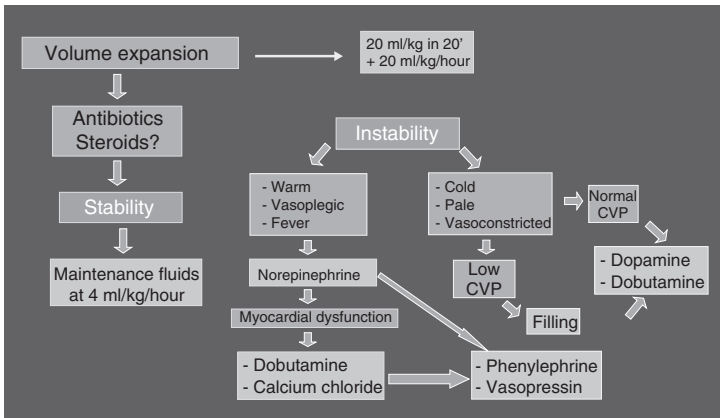 Volume expansion
20 ml/kg in 20'
+ 20 ml/kg/hour
Antibiotics
Steroids?
Stability
Maintenance fluids
at 4 ml/kg/hour
Instability
- Warm
- Vasoplegic
- Fever
- Cold
- Pale
- Vasoconstricted
Normal
CVP
Norepinephrine
Low
CVP
- Dopamine
- Dobutamine
Myocardial dysfunction
Filling
- Dobutamine
- Calcium chloride
- Phenylephrine
- Vasopressin